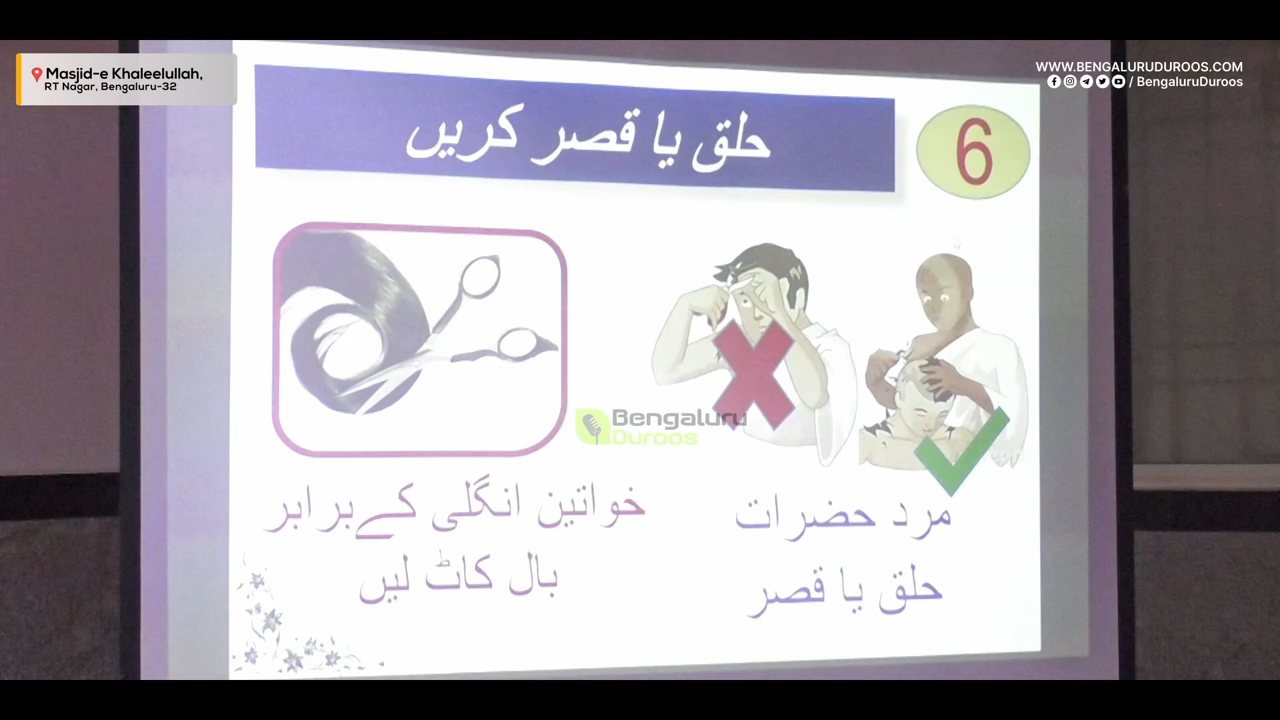 Masjid-e Khaleelullah,
RT Nagar, Bengaluru-32
WWW.BENGALURUDUROOS.COM
/ BengaluruDuroos
حلق یا قصر کریں
6
Bengaluru
Duroos
مرد حضرات
حلق یا قصر
خواتین انگلی کے برابر
بال کاٹ لیں